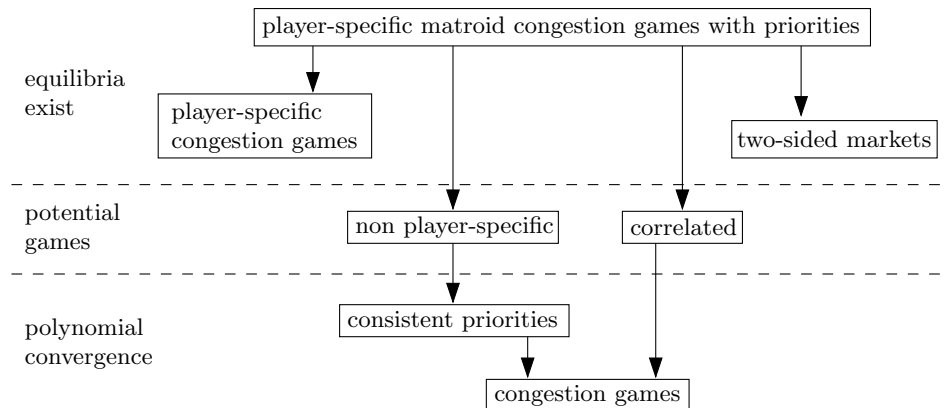 player-specific matroid congestion games with priorities
equilibria
exist
player-specific
congestion games
two-sided markets
potential
games
non player-specific
correlated
polynomial
convergence
consistent priorities
congestion games